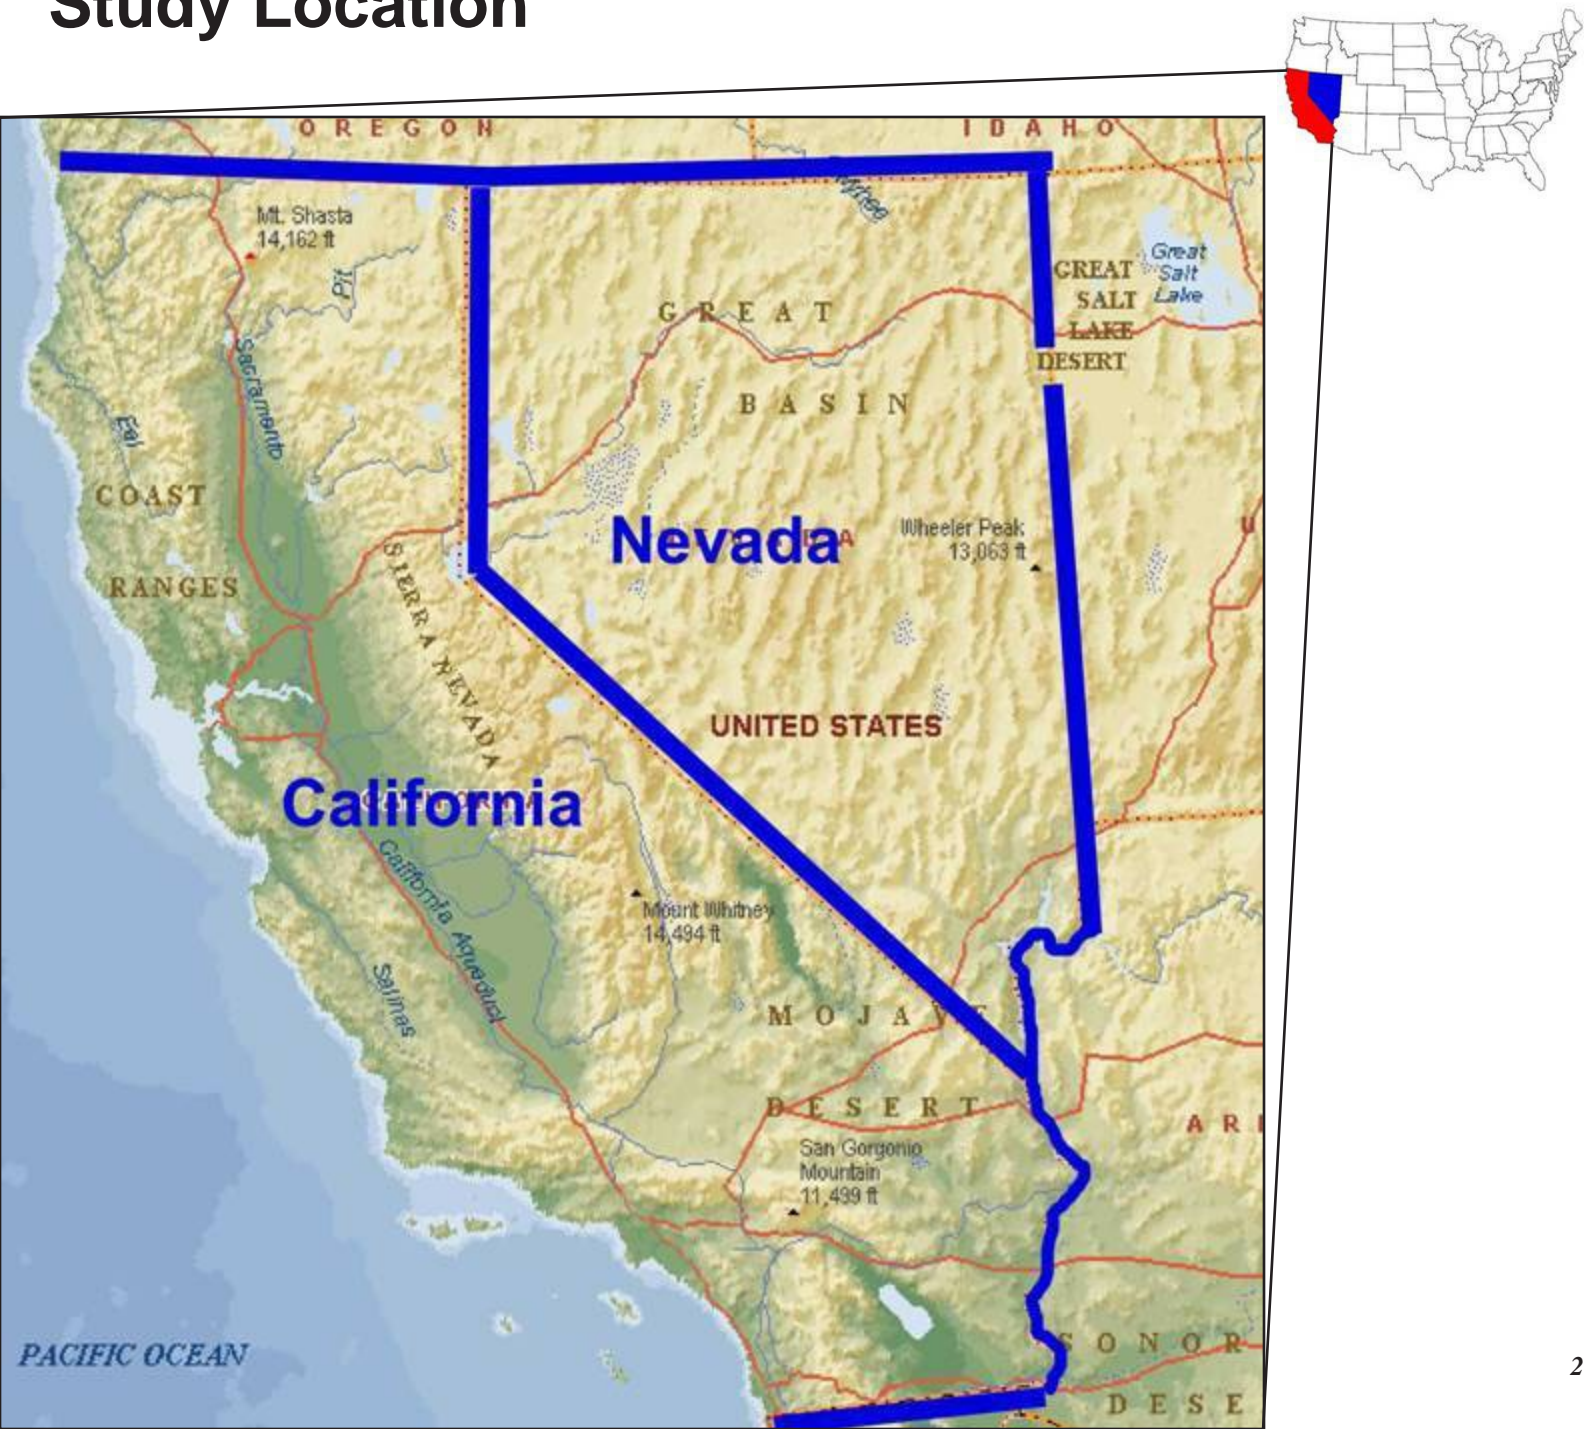 Study Location
OREGON
IDAHO
Mt. Shasta
14,162 ft
Pit
GREAT
SALT
LAKE
DESERT
Great
Salt
Lake
GREAT
BASIN
Sacramento
Eel
COAST
RANGES
SIERRA NEVADA
Nevada
Wheeler Peak
13,063 ft
U
UNITED STATES
California
California Aqueduct
Mount Whitney
14,494 ft
Salinas
MOJAVE
DESERT
San Gorgonio
Mountain
11,499 ft
ARI
PACIFIC OCEAN
SONOR
DESE
2